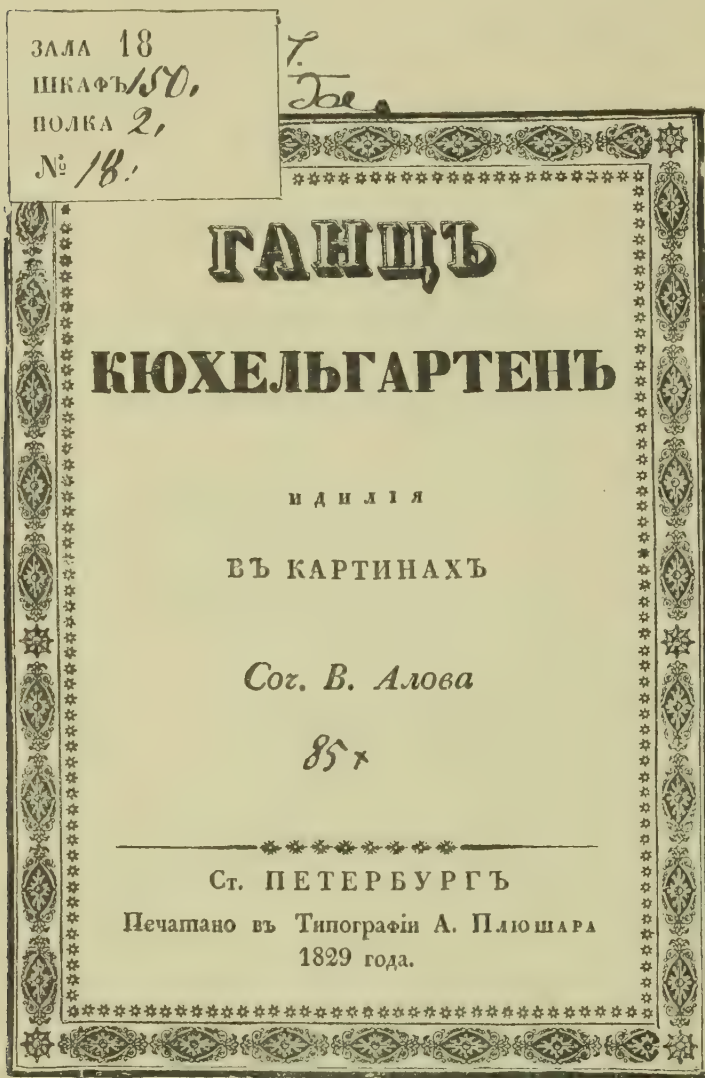 ЗАЛА 18
ШКАФЪ 150,
ПОЛКА 2,
№ 18.
ГАНЦЪ
КЮХЕЛЬГАРТЕНЪ
ИДИЛІЯ
ВЪ КАРТИНАХЪ
Соч. В. Алова
85
Ст. ПЕТЕРБУРГЪ
Печатано въ Типографіи А. Плюшара
1829 года.